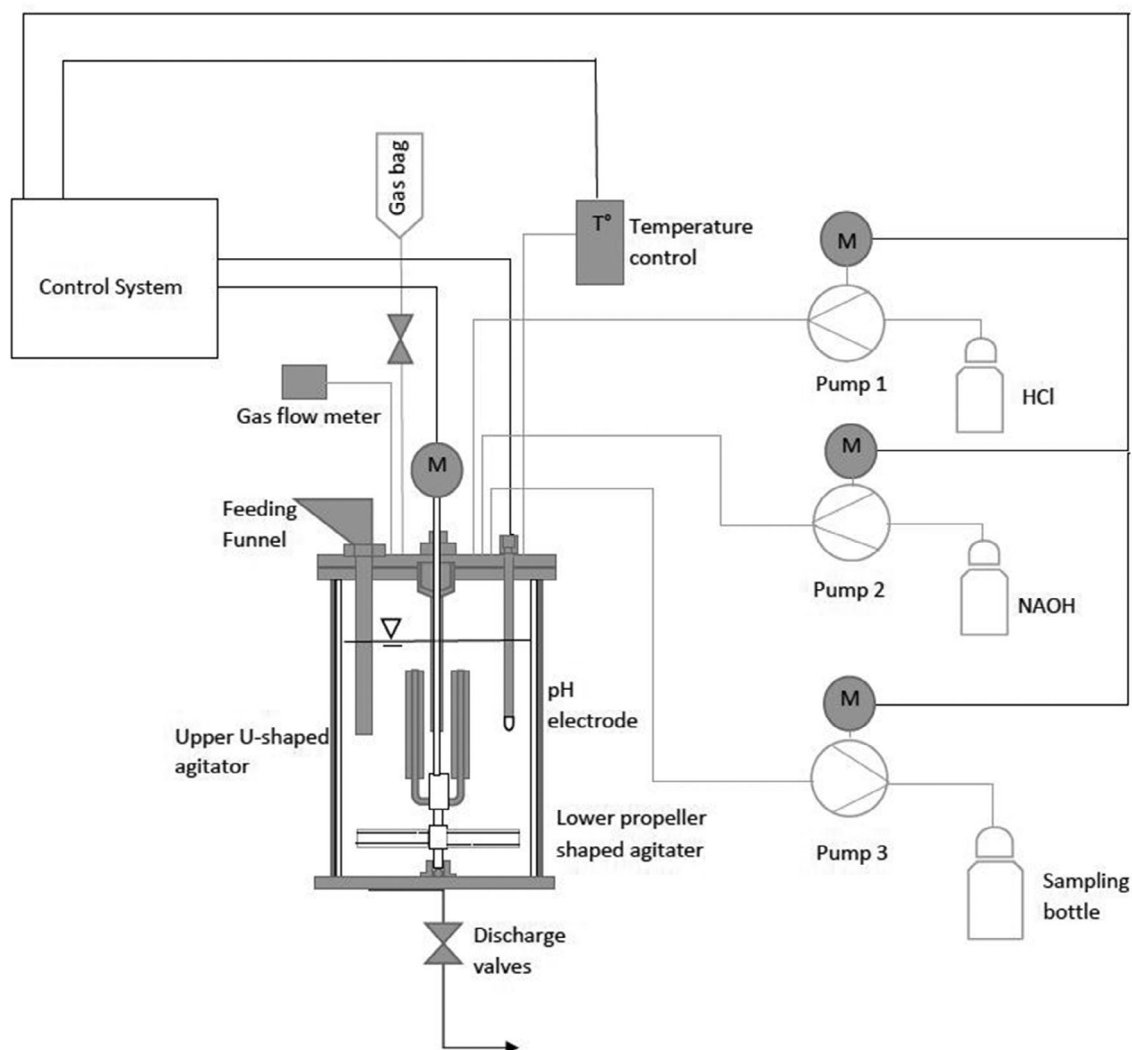 Gas bag
T°
Temperature
control
Control System
M
Pump 1
HCl
Gas flow meter
M
M
Feeding
Funnel
Pump 2
NAOH
pH
electrode
M
Upper U-shaped
agitator
Lower propeller
shaped agitater
Pump 3
Sampling
bottle
Discharge
valves